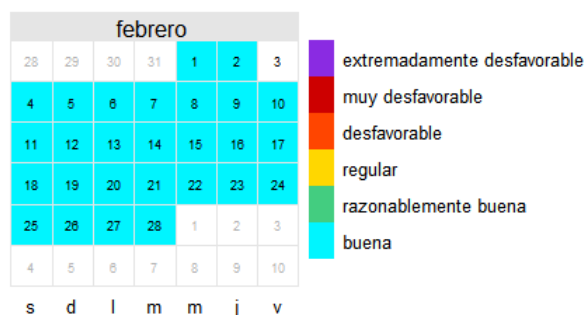 febrero
28 29 30 31 1 2 3
4 5 6 7 8 9 10
11 12 13 14 15 16 17
18 19 20 21 22 23 24
25 26 27 28 1 2 3
4 5 6 7 8 9 10
s d l m m j v
extremadamente desfavorable
muy desfavorable
desfavorable
regular
razonablemente buena
buena